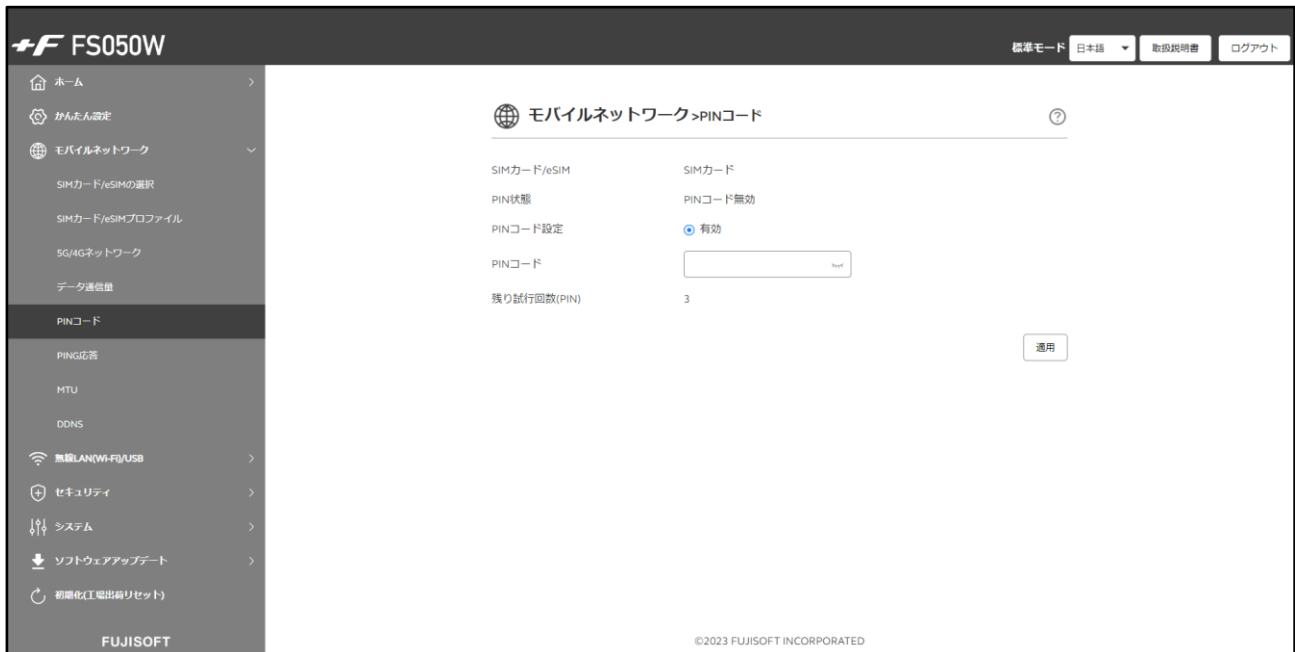 +F FS050W
標準モード 日本語 取扱説明書 ログアウト
ホーム
かんたん設定
モバイルネットワーク
SIMカード/eSIMの選択
SIMカード/eSIMプロファイル
5G/4Gネットワーク
データ通信量
PINコード
PING応答
MTU
DDNS
無線LAN(Wi-Fi)/USB
セキュリティ
システム
ソフトウェアアップデート
初期化(工場出荷リセット)
FUJISOFT
モバイルネットワーク>PINコード
SIMカード/eSIM SIMカード
PIN状態 PINコード無効
PINコード設定 有効
PINコード
残り試行回数(PIN) 3
適用
©2023 FUJISOFT INCORPORATED